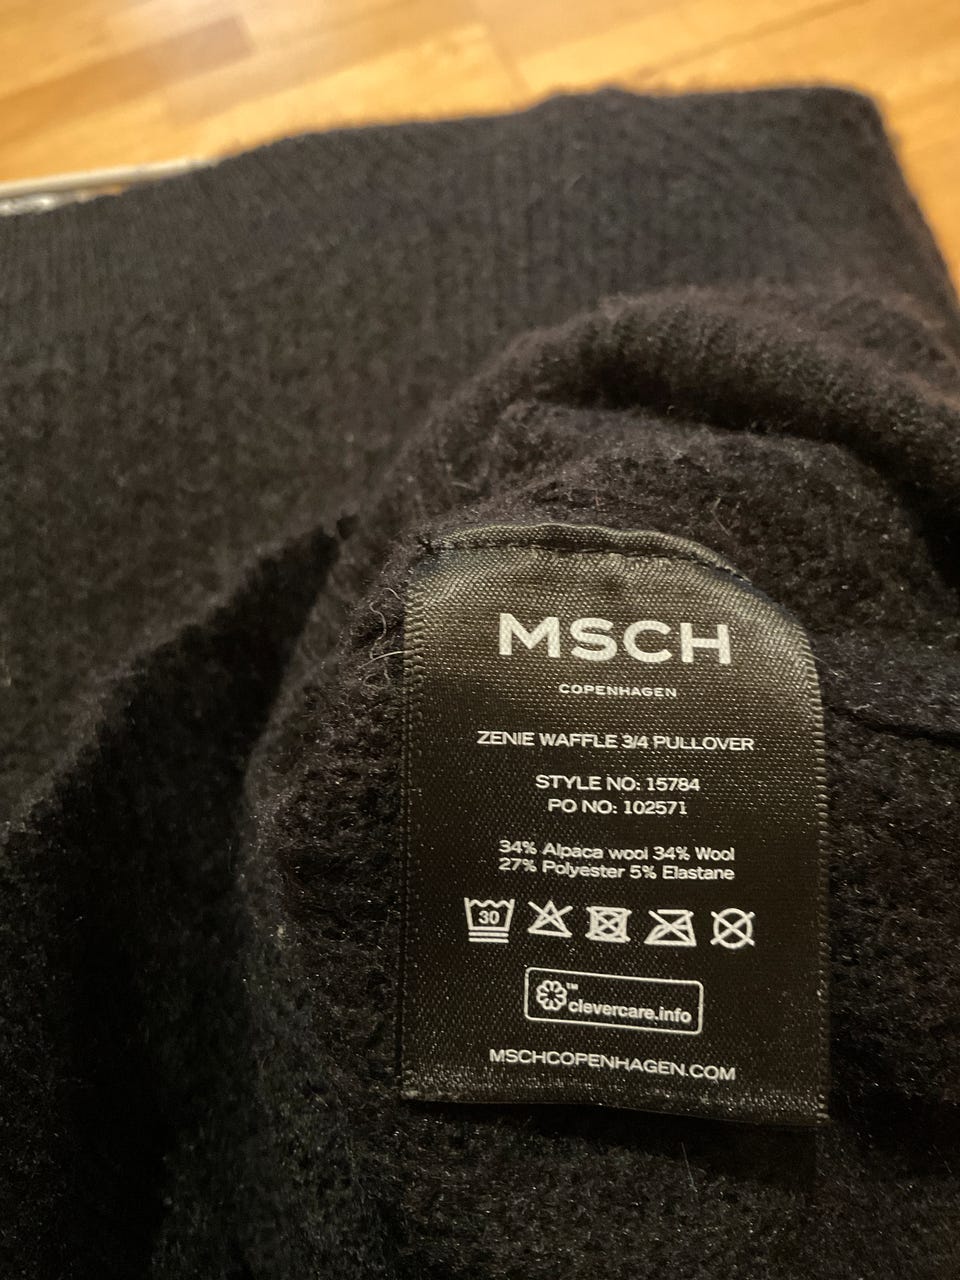 MSCH
COPENHAGEN
ZENIE WAFFLE 3/4 PULLOVER
STYLE NO: 15784
PO NO: 102571
34% Alpaca wool 34% Wool
27% Polyester 5% Elastane
30
™
clevercare.info
MSCHCOPENHAGEN.COM